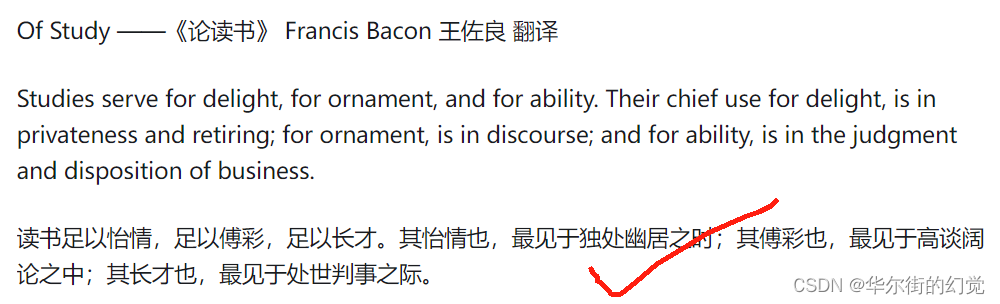 Of Study ——《论读书》 Francis Bacon 王佐良 翻译
Studies serve for delight, for ornament, and for ability. Their chief use for delight, is in
privateness and retiring; for ornament, is in discourse; and for ability, is in the judgment
and disposition of business.
读书足以怡情，足以傅彩，足以长才。其怡情也，最见于独处幽居之时；其傅彩也，最见于高谈阔
论之中；其长才也，最见于处世判事之际。
CSDN @华尔街的幻觉